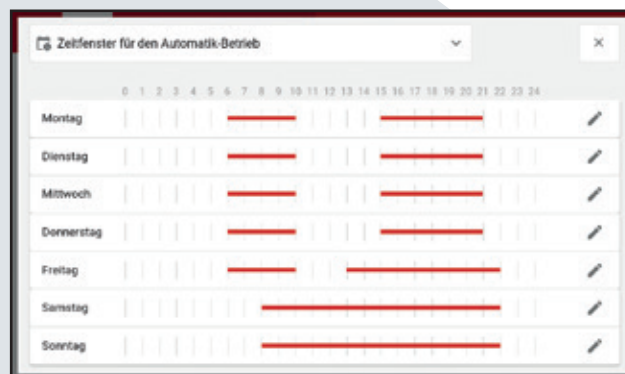 Zeitfenster für den Automatik-Betrieb
0 1 2 3 4 5 6 7 8 9 10 11 12 13 14 15 16 17 18 19 20 21 22 23 24
Montag
Dienstag
Mittwoch
Donnerstag
Freitag
Samstag
Sonntag